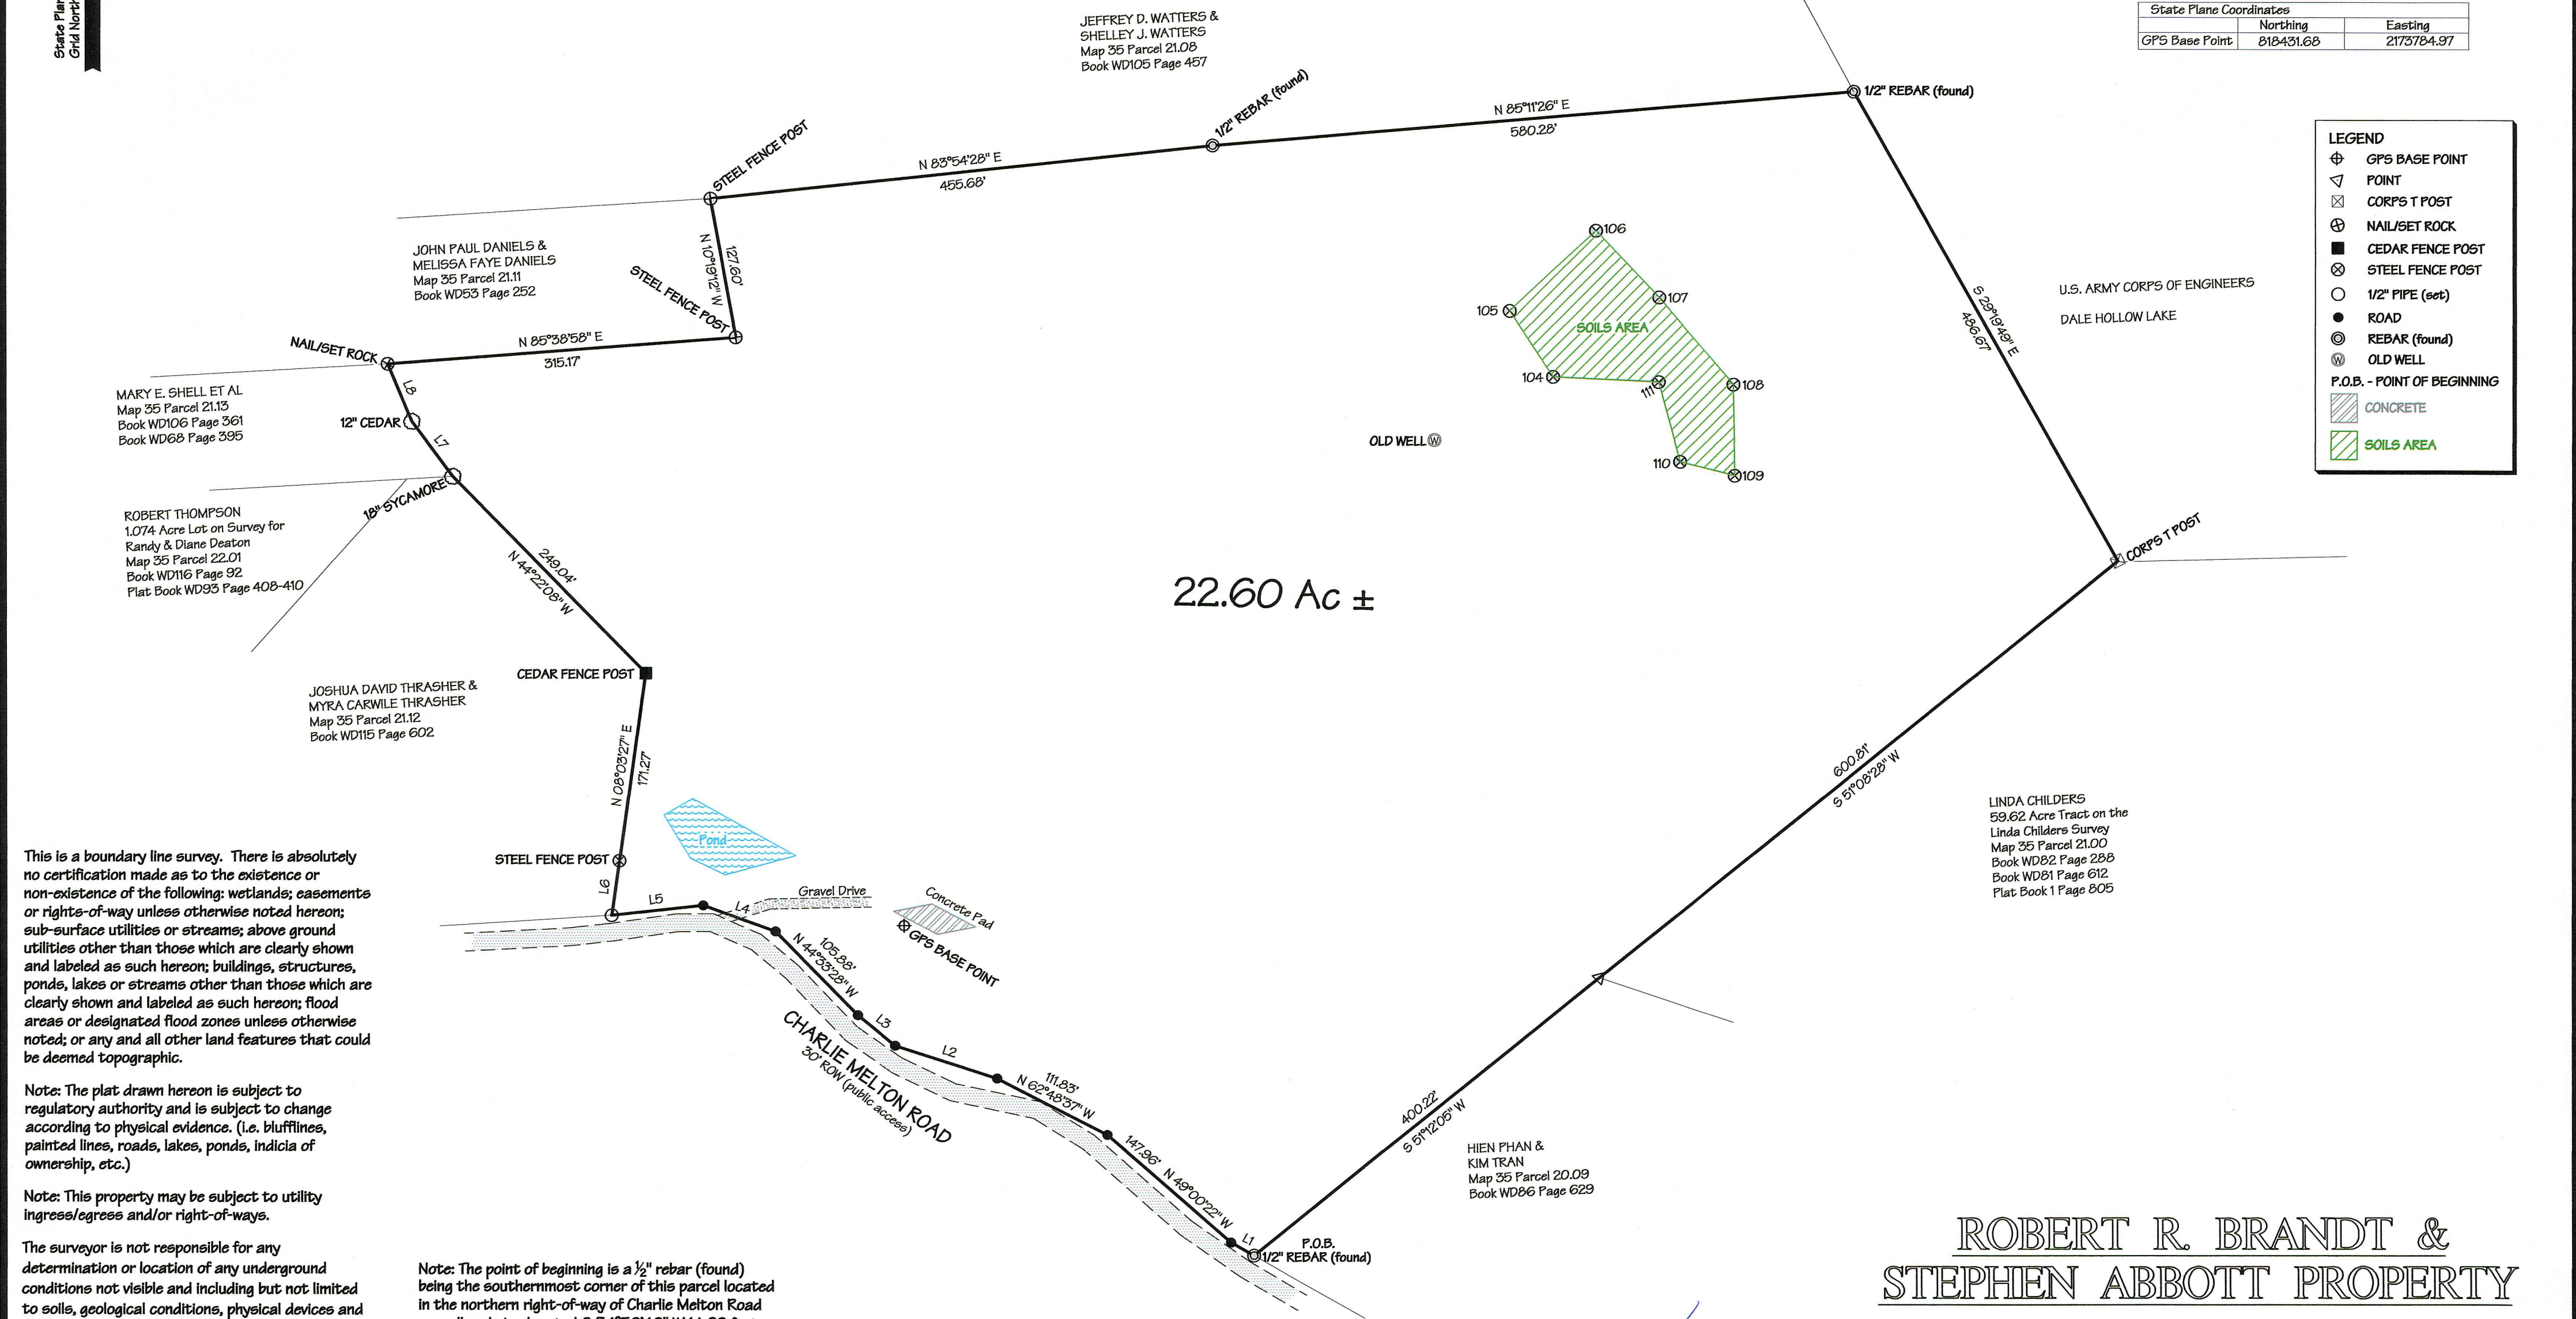 State Plan
Grid North
JEFFREY D. WATTERS &
SHELLEY J. WATTERS
Map 35 Parcel 21.08
Book WD105 Page 457
State Plane Coordinates
Northing Easting
GPS Base Point 818431.68 2173784.97
1/2" REBAR (found)
N 85°11'26" E
580.28'
1/2" REBAR (found)
STEEL FENCE POST
N 83°54'28" E
455.68'
LEGEND
GPS BASE POINT
POINT
CORPS T POST
NAIL/SET ROCK
CEDAR FENCE POST
STEEL FENCE POST
1/2" PIPE (set)
ROAD
REBAR (found)
OLD WELL
P.O.B. - POINT OF BEGINNING
CONCRETE
SOILS AREA
JOHN PAUL DANIELS &
MELISSA FAYE DANIELS
Map 35 Parcel 21.11
Book WD53 Page 252
127.60'
N 10°19'12" W
STEEL FENCE POST
106
107
105
SOILS AREA
104
111
108
110
109
OLD WELL W
S 29°19'49" E
486.67'
U.S. ARMY CORPS OF ENGINEERS
DALE HOLLOW LAKE
NAIL/SET ROCK
N 85°38'58" E
315.17'
L8
MARY E. SHELL ET AL
Map 35 Parcel 21.13
Book WD106 Page 361
Book WD68 Page 395
12" CEDAR
L7
18" SYCAMORE
ROBERT THOMPSON
1.074 Acre Lot on Survey for
Randy & Diane Deaton
Map 35 Parcel 22.01
Book WD116 Page 92
Plat Book WD93 Page 408-410
249.04'
N 44°22'08" W
22.60 Ac ±
CORPS T POST
CEDAR FENCE POST
JOSHUA DAVID THRASHER &
MYRA CARWILE THRASHER
Map 35 Parcel 21.12
Book WD115 Page 602
N 08°03'27" E
171.27'
600.81'
S 51°08'28" W
LINDA CHILDERS
59.62 Acre Tract on the
Linda Childers Survey
Map 35 Parcel 21.00
Book WD82 Page 288
Book WD81 Page 612
Plat Book 1 Page 805
Pond
STEEL FENCE POST
L6
L5
L4
Gravel Drive
Concrete Pad
GPS BASE POINT
105.88'
N 44°33'28" W
L3
L2
CHARLIE MELTON ROAD
30' ROW (public access)
111.83'
N 62°48'37" W
147.96'
N 49°00'22" W
L1
P.O.B.
1/2" REBAR (found)
400.22'
S 51°12'05" W
HIEN PHAN &
KIM TRAN
Map 35 Parcel 20.09
Book WD86 Page 629
This is a boundary line survey. There is absolutely
no certification made as to the existence or
non-existence of the following: wetlands; easements
or rights-of-way unless otherwise noted hereon;
sub-surface utilities or streams; above ground
utilities other than those which are clearly shown
and labeled as such hereon; buildings, structures,
ponds, lakes or streams other than those which are
clearly shown and labeled as such hereon; flood
areas or designated flood zones unless otherwise
noted; or any and all other land features that could
be deemed topographic.
Note: The plat drawn hereon is subject to
regulatory authority and is subject to change
according to physical evidence. (i.e. blufflines,
painted lines, roads, lakes, ponds, indicia of
ownership, etc.)
Note: This property may be subject to utility
ingress/egress and/or right-of-ways.
The surveyor is not responsible for any
determination or location of any underground
conditions not visible and including but not limited
to soils, geological conditions, physical devices and
Note: The point of beginning is a ½" rebar (found)
being the southernmost corner of this parcel located
in the northern right-of-way of Charlie Melton Road
ROBERT R. BRANDT &
STEPHEN ABBOTT PROPERTY